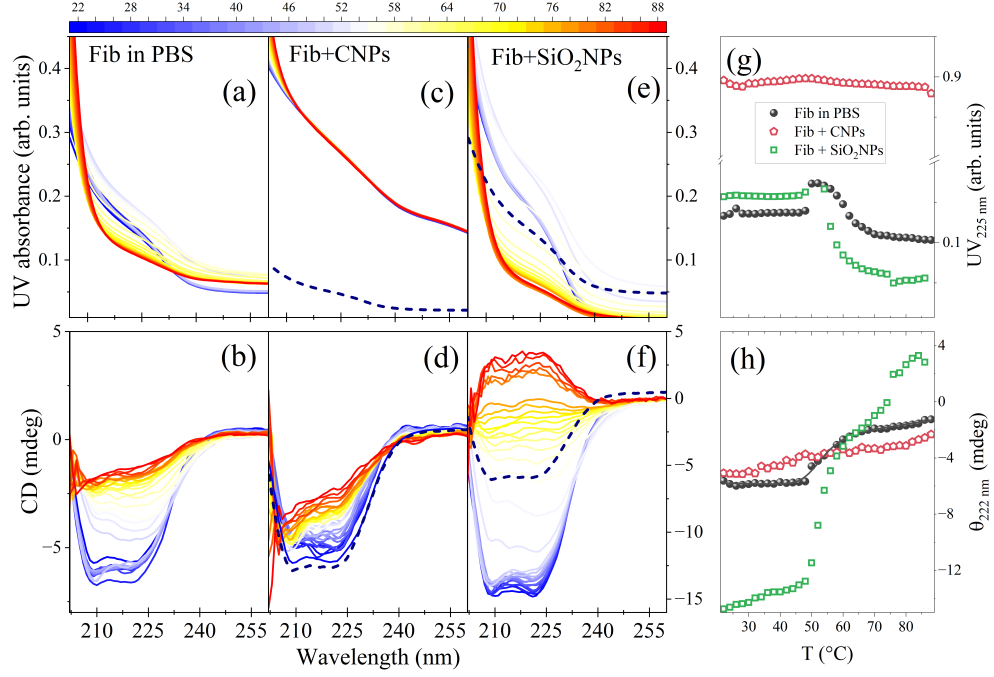 22 28 34 40 46 52 58 64 70 76 82 88
Fib in PBS
Fib+CNPs
Fib+SiO₂NPs
(a)
(c)
(e)
(g)
0.4
0.3
0.2
0.1
UV absorbance (arb. units)
0.4
0.3
0.2
0.1
0.9
0.1
UV₂₂₅ ₙₘ (arb. units)
Fib in PBS
Fib + CNPs
Fib + SiO₂NPs
(b)
(d)
(f)
(h)
5
0
−5
CD (mdeg)
5
0
−5
−10
−15
4
0
−4
−8
−12
θ₂₂₂ ₙₘ (mdeg)
210 225 255 210 225 240 255 210 225 240 255
Wavelength (nm)
30 40 50 60 70 80
T (°C)